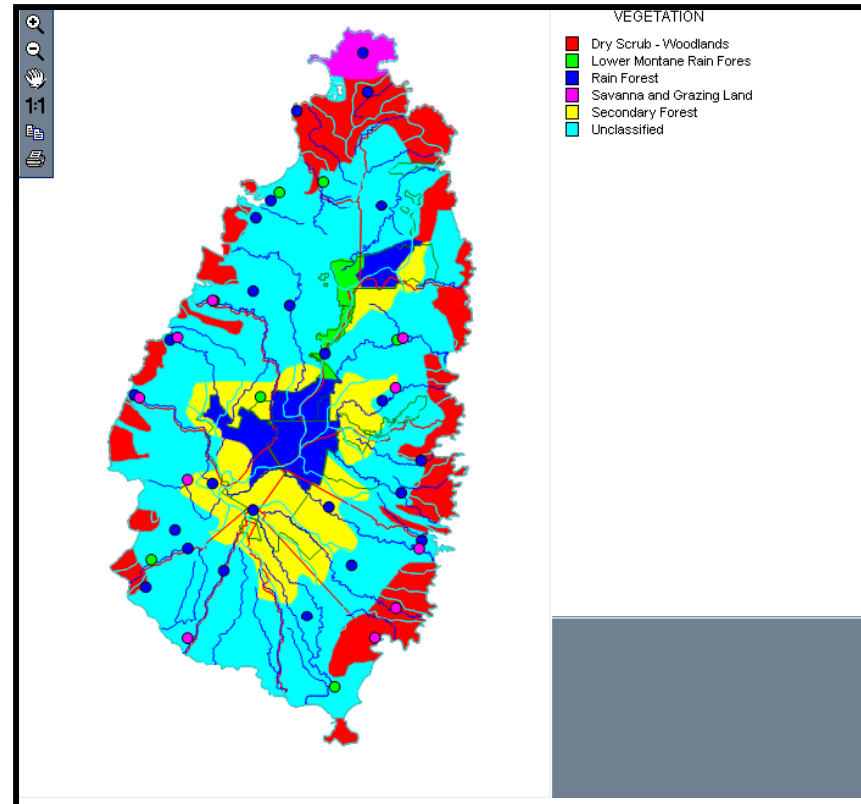 VEGETATION
Dry Scrub - Woodlands
Lower Montane Rain Fores
Rain Forest
Savanna and Grazing Land
Secondary Forest
Unclassified
1:1